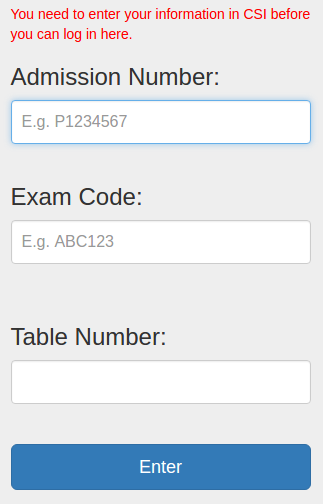 You need to enter your information in CSI before
you can log in here.
Admission Number:
E.g. P1234567
Exam Code:
E.g. ABC123
Table Number:
Enter